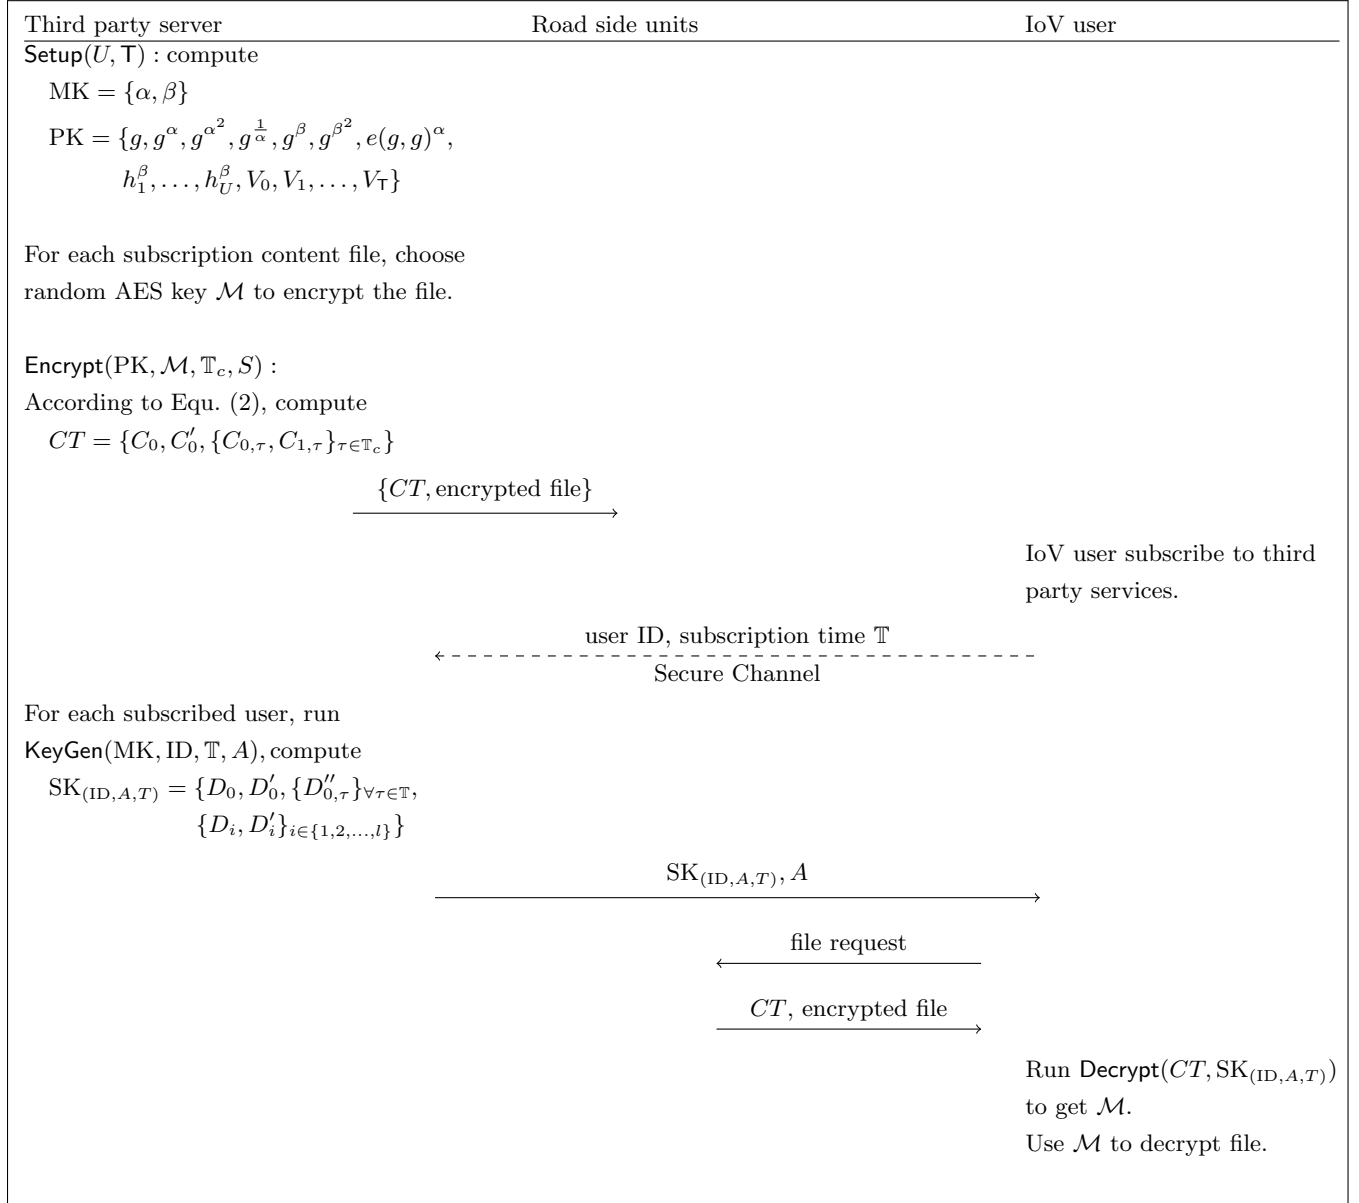 Third party server Road side units IoV user
Setup(U, T) : compute
MK = {α, β}
PK = {g, g^α, g^{α^2}, g^{\frac{1}{α}}, g^β, g^{β^2}, e(g, g)^α,
h_1^β, . . . , h_U^β, V_0, V_1, . . . , V_T}
For each subscription content file, choose
random AES key ℳ to encrypt the file.
Encrypt(PK, ℳ, 𝕋_c, S) :
According to Equ. (2), compute
CT = {C_0, C'_0, {C_{0,τ}, C_{1,τ}}_{τ∈𝕋_c}}
{CT, encrypted file}
IoV user subscribe to third
party services.
user ID, subscription time 𝕋
Secure Channel
For each subscribed user, run
KeyGen(MK, ID, 𝕋, A), compute
SK_{(ID,A,T)} = {D_0, D'_0, {D''_{0,τ}}_{∀τ∈𝕋},
{D_i, D'_i}_{i∈{1,2,...,l}}}
SK_{(ID,A,T)}, A
file request
CT, encrypted file
Run Decrypt(CT, SK_{(ID,A,T)})
to get ℳ.
Use ℳ to decrypt file.